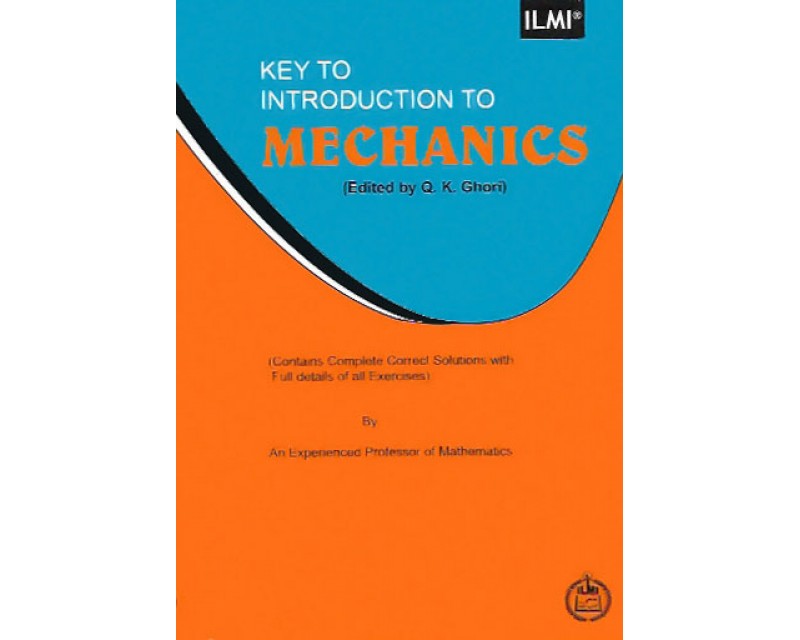 ILMI®
KEY TO
INTRODUCTION TO
MECHANICS
(Edited by Q. K. Ghori)
(Contains Complete Correct Solutions with
Full details of all Exercises)
By
An Experienced Professor of Mathematics
ILMI